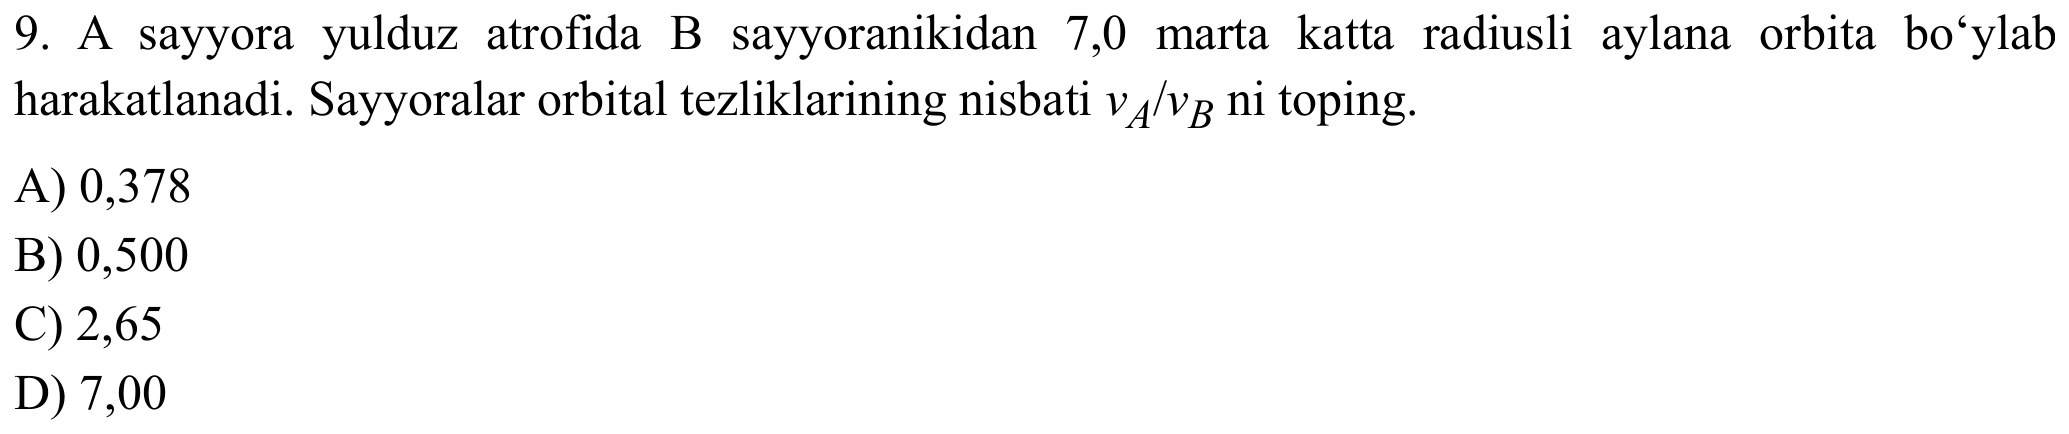 9. A sayyora yulduz atrofida B sayyoranikidan 7,0 marta katta radiusli aylana orbita bo‘ylab
harakatlanadi. Sayyoralar orbital tezliklarining nisbati v_A/v_B ni toping.
A) 0,378
B) 0,500
C) 2,65
D) 7,00